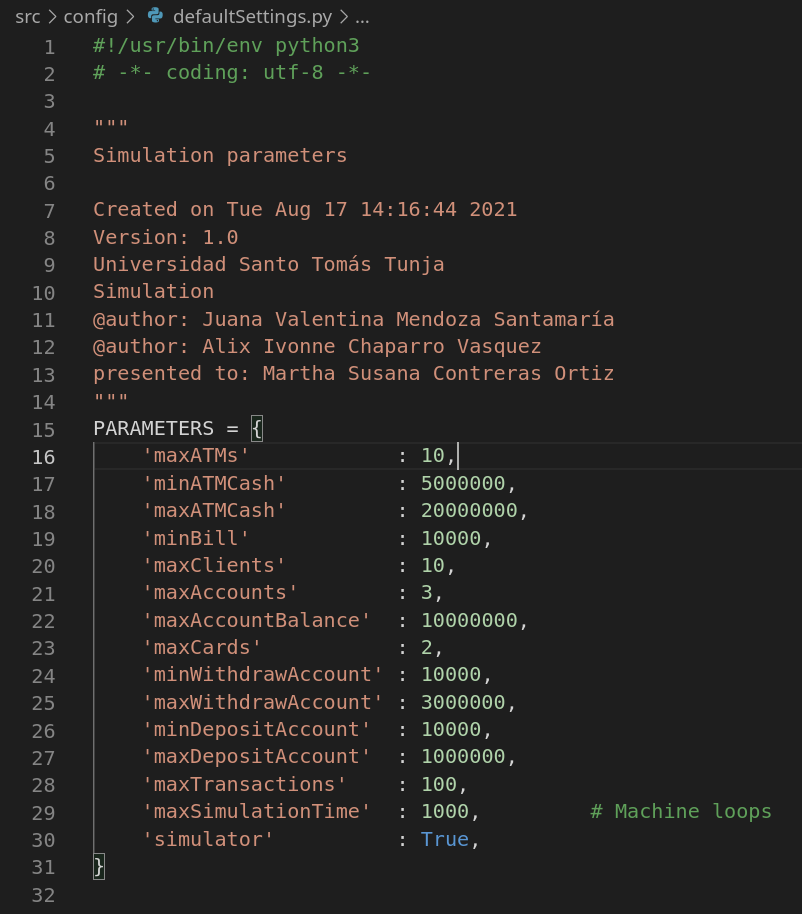 src > config > defaultSettings.py > ...
1 #!/usr/bin/env python3
2 # -*- coding: utf-8 -*-
3
4 """
5 Simulation parameters
6
7 Created on Tue Aug 17 14:16:44 2021
8 Version: 1.0
9 Universidad Santo Tomás Tunja
10 Simulation
11 @author: Juana Valentina Mendoza Santamaría
12 @author: Alix Ivonne Chaparro Vasquez
13 presented to: Martha Susana Contreras Ortiz
14 """
15 PARAMETERS = {
16     'maxATMs'            : 10,
17     'minATMCash'         : 5000000,
18     'maxATMCash'         : 20000000,
19     'minBill'            : 10000,
20     'maxClients'         : 10,
21     'maxAccounts'        : 3,
22     'maxAccountBalance'  : 10000000,
23     'maxCards'           : 2,
24     'minWithdrawAccount' : 10000,
25     'maxWithdrawAccount' : 3000000,
26     'minDepositAccount'  : 10000,
27     'maxDepositAccount'  : 1000000,
28     'maxTransactions'    : 100,
29     'maxSimulationTime'  : 1000,         # Machine loops
30     'simulator'          : True,
31 }
32